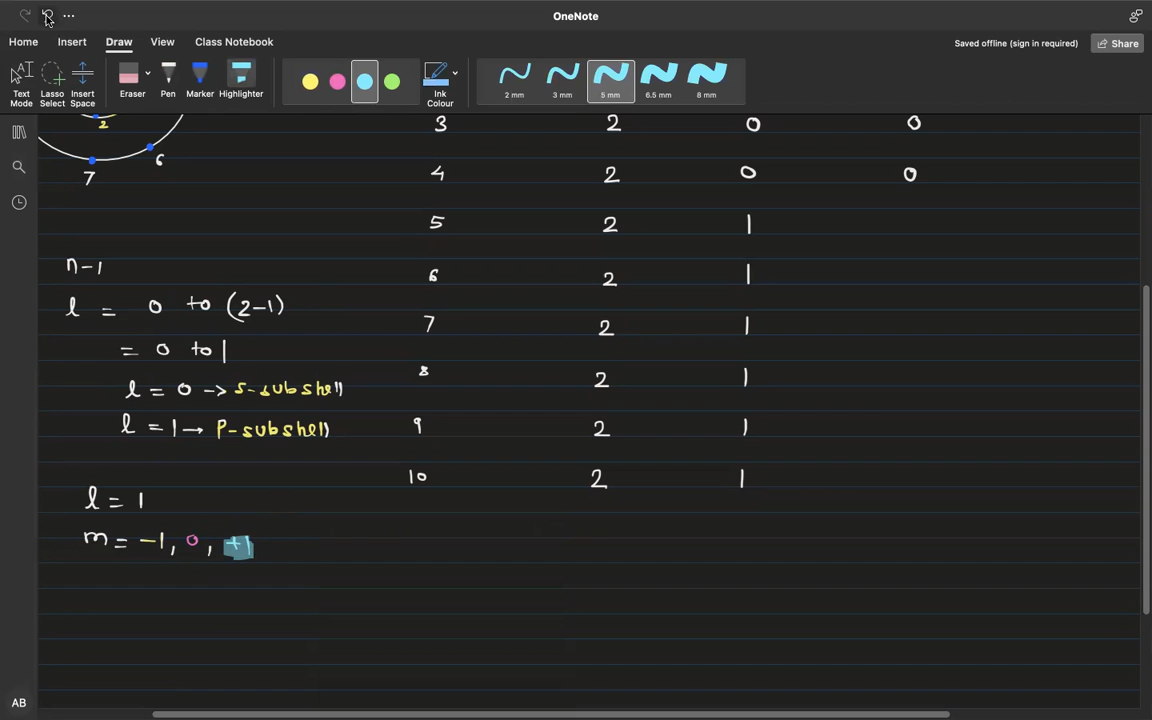 OneNote
Home Insert Draw View Class Notebook
Saved offline (sign in required) Share
Text Mode Lasso Select Insert Space Eraser Pen Marker Highlighter Ink Colour 2 mm 3 mm 5 mm 6.5 mm 8 mm
2
6
7
3 2 0 0
4 2 0 0
5 2 1
n-1
6 2 1
l = 0 to (2-1)
7 2 1
= 0 to 1
8 2 1
l = 0 -> s-subshell
l = 1 → p-subshell
9 2 1
10 2 1
l = 1
m = -1, 0, +1
AB